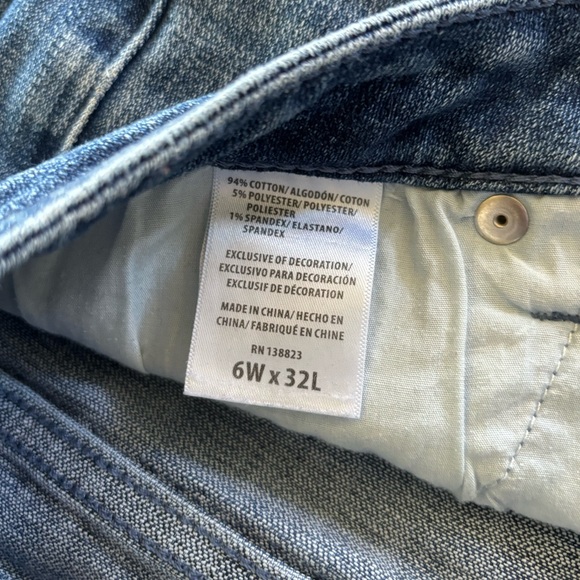 94% COTTON/ ALGODÓN/ COTON
5% POLYESTER/ POLYESTER/
POLIESTER
1% SPANDEX/ ELASTANO/
SPANDEX
EXCLUSIVE OF DECORATION/
EXCLUSIVO PARA DECORACIÓN
EXCLUSIF DE DÉCORATION
MADE IN CHINA/ HECHO EN
CHINA/ FABRIQUÉ EN CHINE
RN 138823
6W x 32L